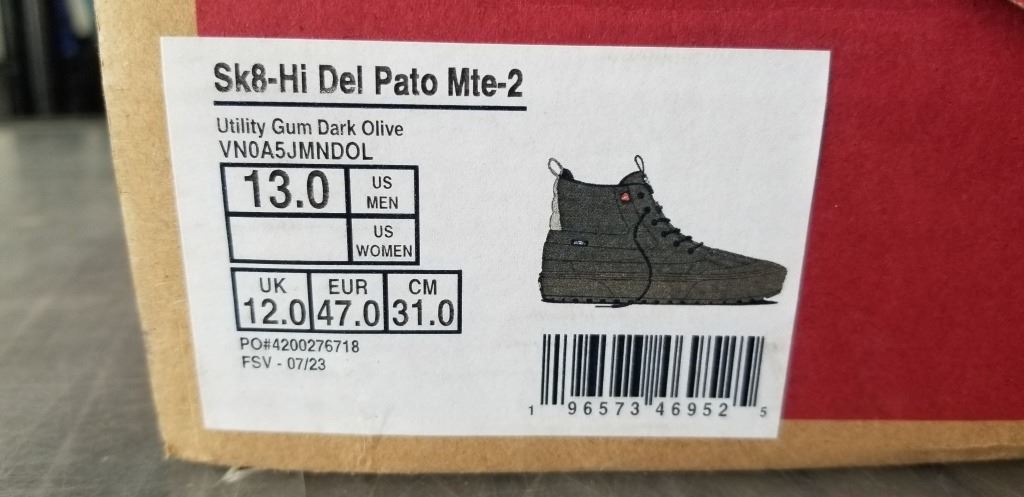 Sk8-Hi Del Pato Mte-2
Utility Gum Dark Olive
VN0A5JMNDOL
13.0 US MEN
US WOMEN
UK EUR CM
12.0 47.0 31.0
PO#4200276718
FSV - 07/23
1 96573 46952 5